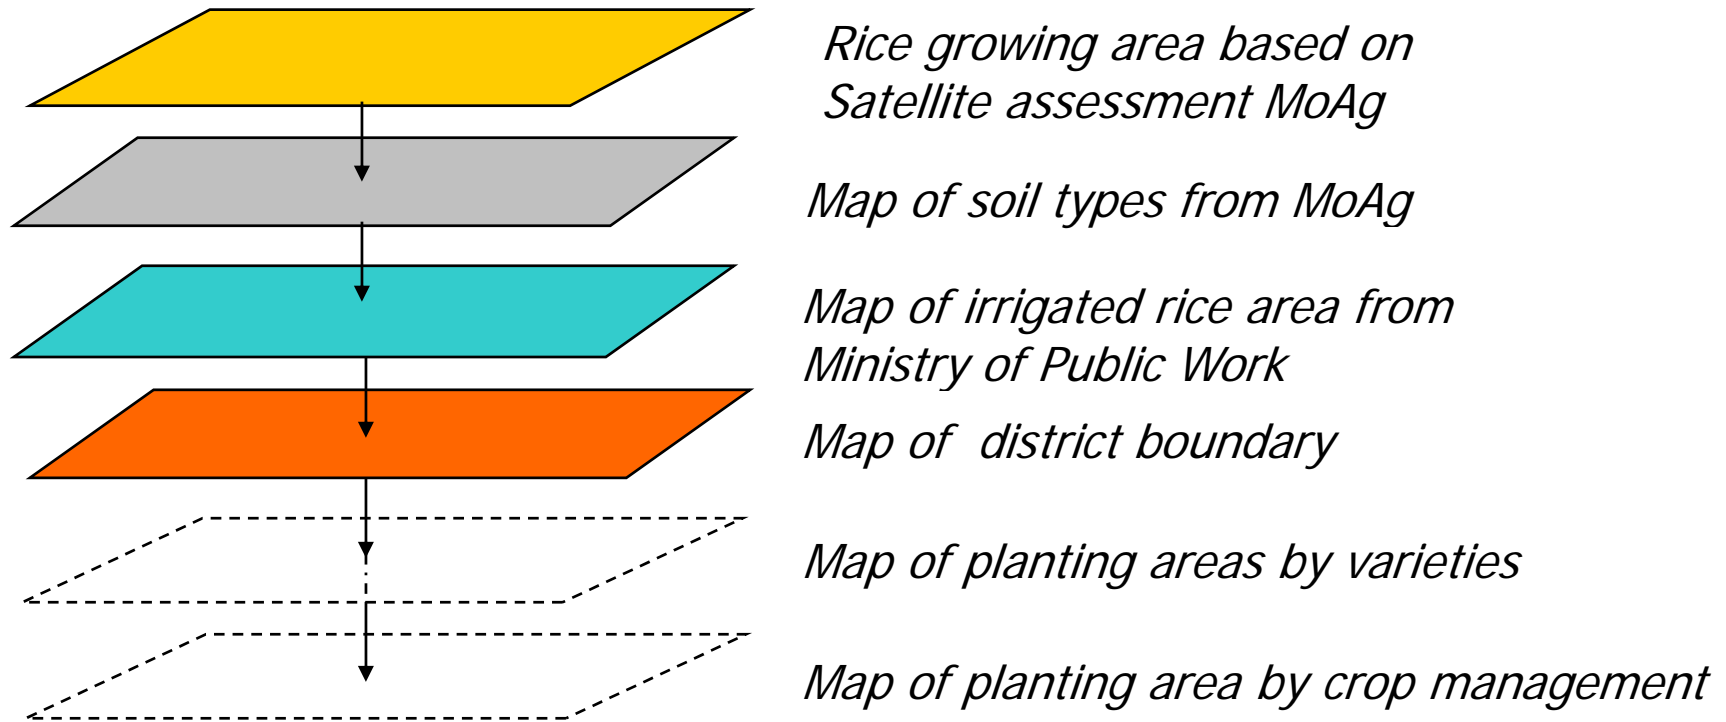 Rice growing area based on
Satellite assessment MoAg
Map of soil types from MoAg
Map of irrigated rice area from
Ministry of Public Work
Map of  district boundary
Map of planting areas by varieties
Map of planting area by crop management